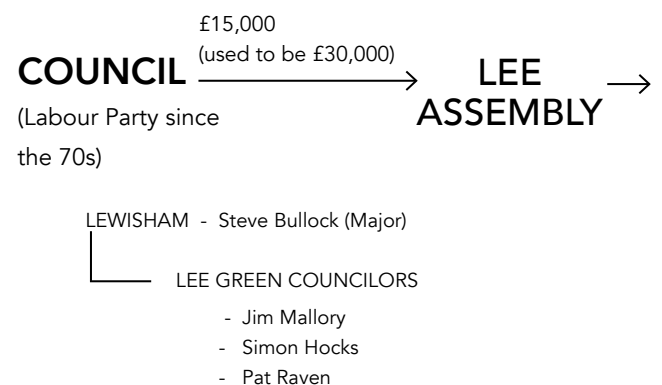 £15,000
(used to be £30,000)
COUNCIL
LEE
ASSEMBLY
(Labour Party since
the 70s)
LEWISHAM - Steve Bullock (Major)
LEE GREEN COUNCILORS
- Jim Mallory
- Simon Hocks
- Pat Raven